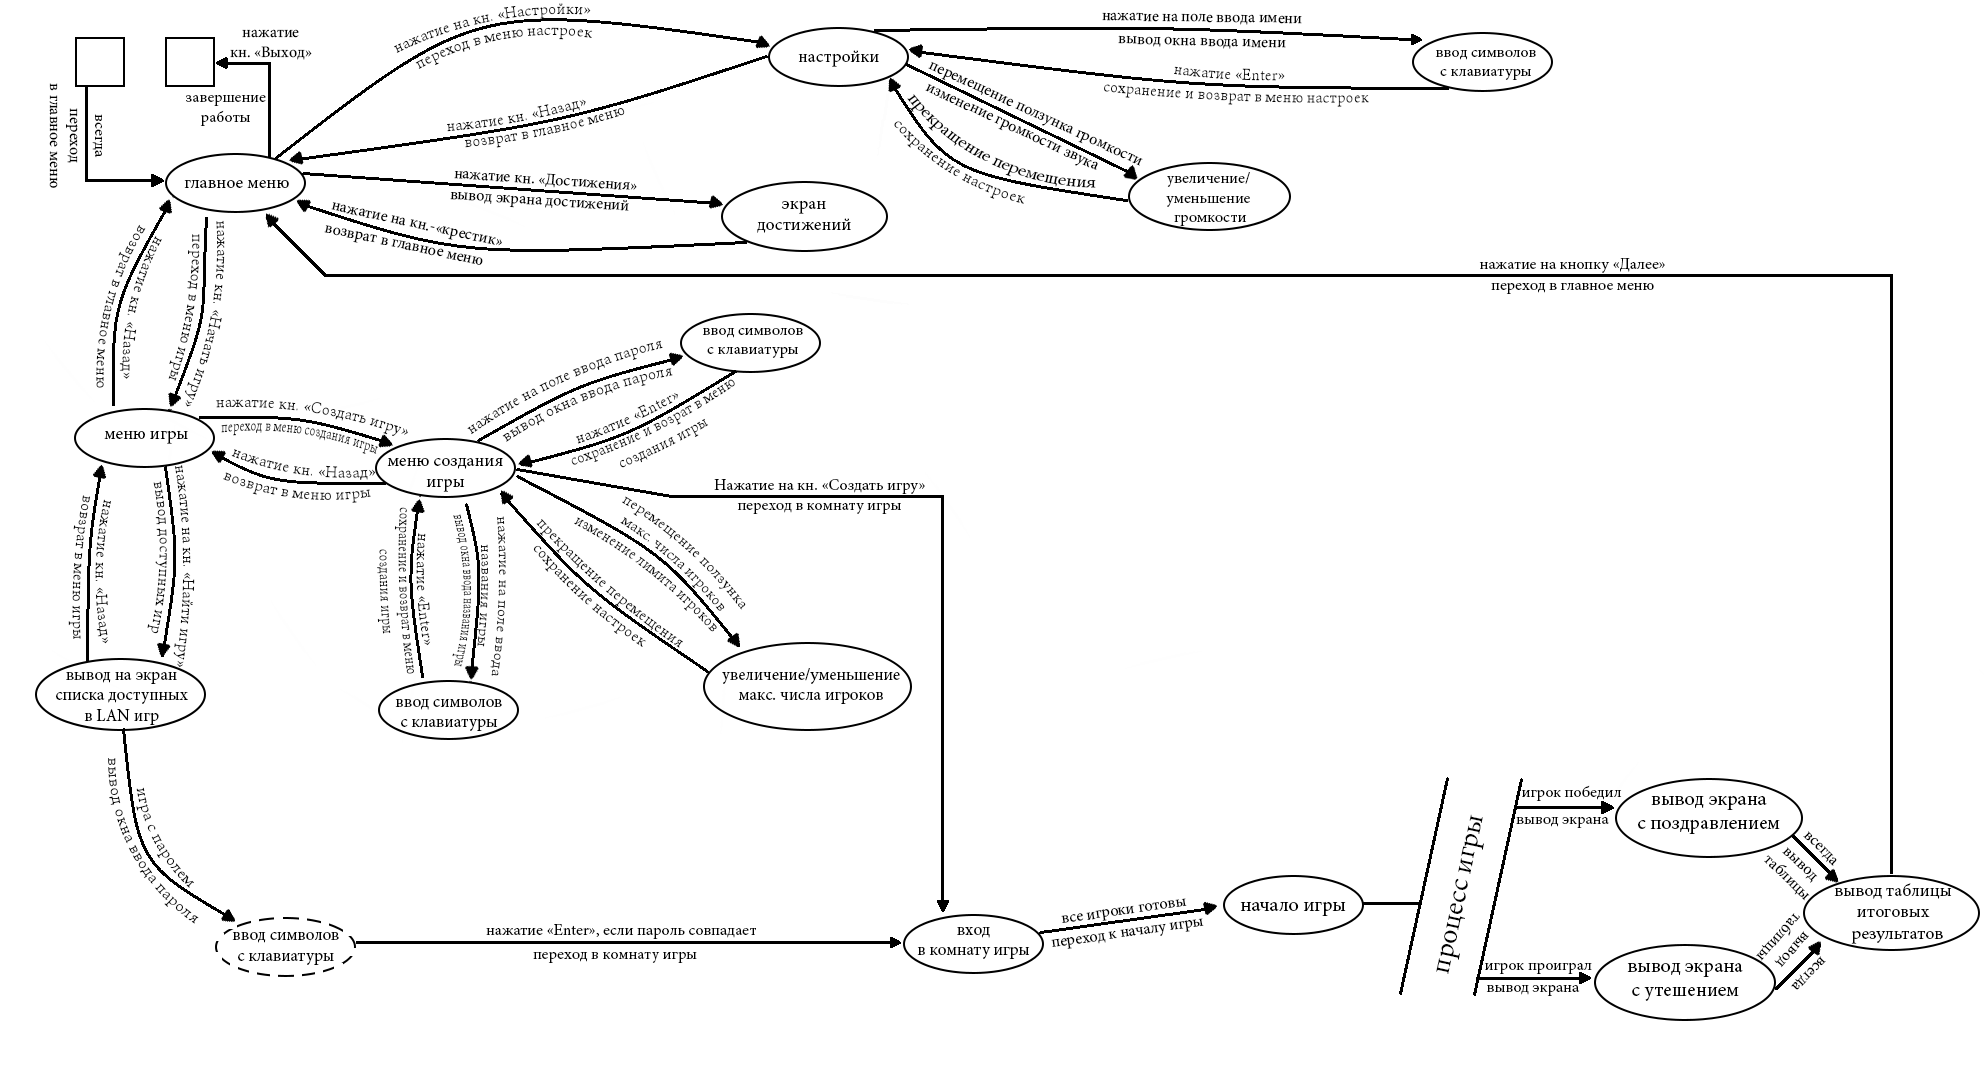 нажатие
кн. «Выход»
завершение
работы
всегда
переход
в главное меню
главное меню
нажатие на кн. «Настройки»
переход в меню настроек
нажатие кн. «Назад»
возврат в главное меню
настройки
нажатие на поле ввода имени
вывод окна ввода имени
ввод символов
с клавиатуры
нажатие «Enter»
сохранение и возврат в меню настроек
перемещение ползунка громкости
изменение громкости звука
прекращение перемещения
сохранение настроек
увеличение/
уменьшение
громкости
нажатие кн. «Достижения»
вывод экрана достижений
экран
достижений
нажатие на кн.-«крестик»
возврат в главное меню
нажатие на кнопку «Далее»
переход в главное меню
возврат в главное меню
нажатие кн. «Назад»
переход в меню игры
нажатие кн. «Начать игру»
меню игры
нажатие кн. «Создать игру»
переход в меню создания игры
нажатие кн. «Назад»
возврат в меню игры
меню создания
игры
нажатие на поле ввода пароля
вывод окна ввода пароля
ввод символов
с клавиатуры
нажатие «Enter»
сохранение и возрат в меню
создания игры
Нажатие на кн. «Создать игру»
переход в комнату игры
перемещение ползунка
макс. числа игроков
изменение лимита игроков
прекращение перемещения
сохранение настроек
увеличение/уменьшение
макс. числа игроков
нажатие «Enter»
сохранение и возврат в меню
создания игры
нажатие на поле ввода
названия игры
вывод окна ввода названия игры
ввод символов
с клавиатуры
вовзрат в меню игры
нажатие кн. «Назад»
вывод доступных игр
нажатие на кн. «Найти игру»
вывод на экран
списка доступных
в LAN игр
игра с паролем
вывод окна ввода пароля
ввод символов
с клавиатуры
нажатие «Enter», если пароль совпадает
переход в комнату игры
вход
в комнату игры
все игроки готовы
переход к началу игры
начало игры
процесс игры
игрок победил
вывод экрана
вывод экрана
с поздравлением
всегда
вывод
таблицы
вывод таблицы
итоговых
результатов
игрок проиграл
вывод экрана
вывод экрана
с утешением
всегда
вывод
таблицы